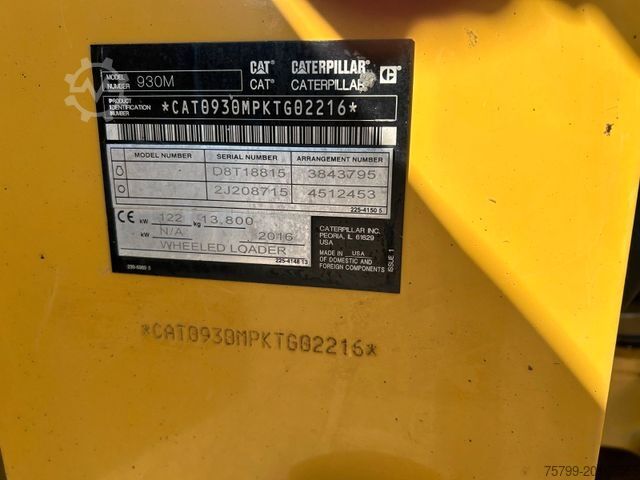 MODEL NUMBER 930M CAT CATERPILLAR
CAT® CATERPILLAR®
PRODUCT IDENTIFICATION NUMBER *CAT0930MPKTG02216*
MODEL NUMBER SERIAL NUMBER ARRANGEMENT NUMBER
D8T18815 3843795
2J208715 4512453
225-4150 5
CE kW 122 kg 13,800
kW N/A 2016
WHEELED LOADER
225-4148 13
CATERPILLAR INC.
PEORIA, IL 61629
USA
MADE IN USA
OF DOMESTIC AND
FOREIGN COMPONENTS
ISSUE 1
*CAT0930MPKTG02216*